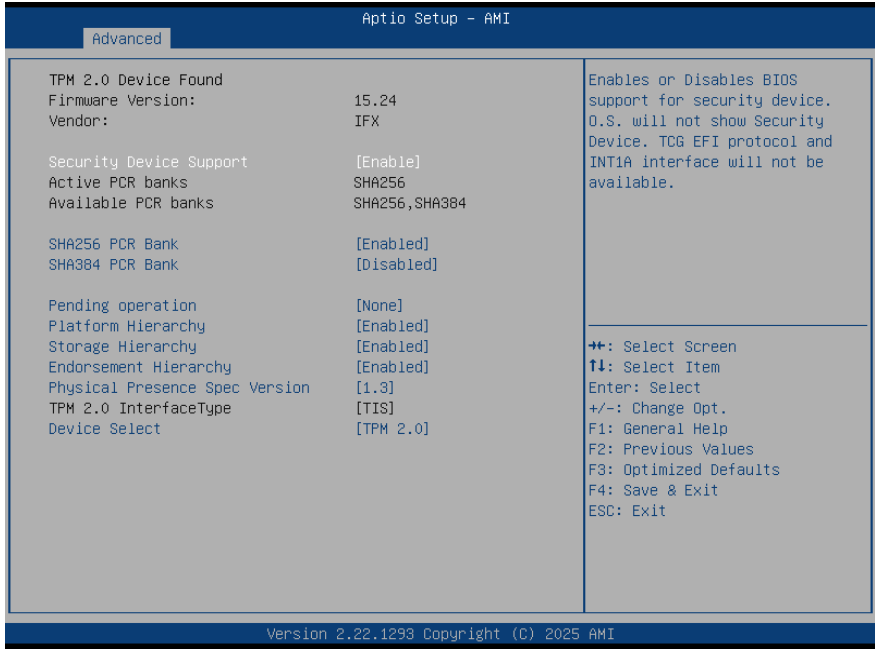 Aptio Setup – AMI
Advanced
TPM 2.0 Device Found
Firmware Version: 15.24
Vendor: IFX
Security Device Support [Enable]
Active PCR banks SHA256
Available PCR banks SHA256,SHA384
SHA256 PCR Bank [Enabled]
SHA384 PCR Bank [Disabled]
Pending operation [None]
Platform Hierarchy [Enabled]
Storage Hierarchy [Enabled]
Endorsement Hierarchy [Enabled]
Physical Presence Spec Version [1.3]
TPM 2.0 InterfaceType [TIS]
Device Select [TPM 2.0]
Enables or Disables BIOS
support for security device.
O.S. will not show Security
Device. TCG EFI protocol and
INT1A interface will not be
available.
→←: Select Screen
↑↓: Select Item
Enter: Select
+/-: Change Opt.
F1: General Help
F2: Previous Values
F3: Optimized Defaults
F4: Save & Exit
ESC: Exit
Version 2.22.1293 Copyright (C) 2025 AMI